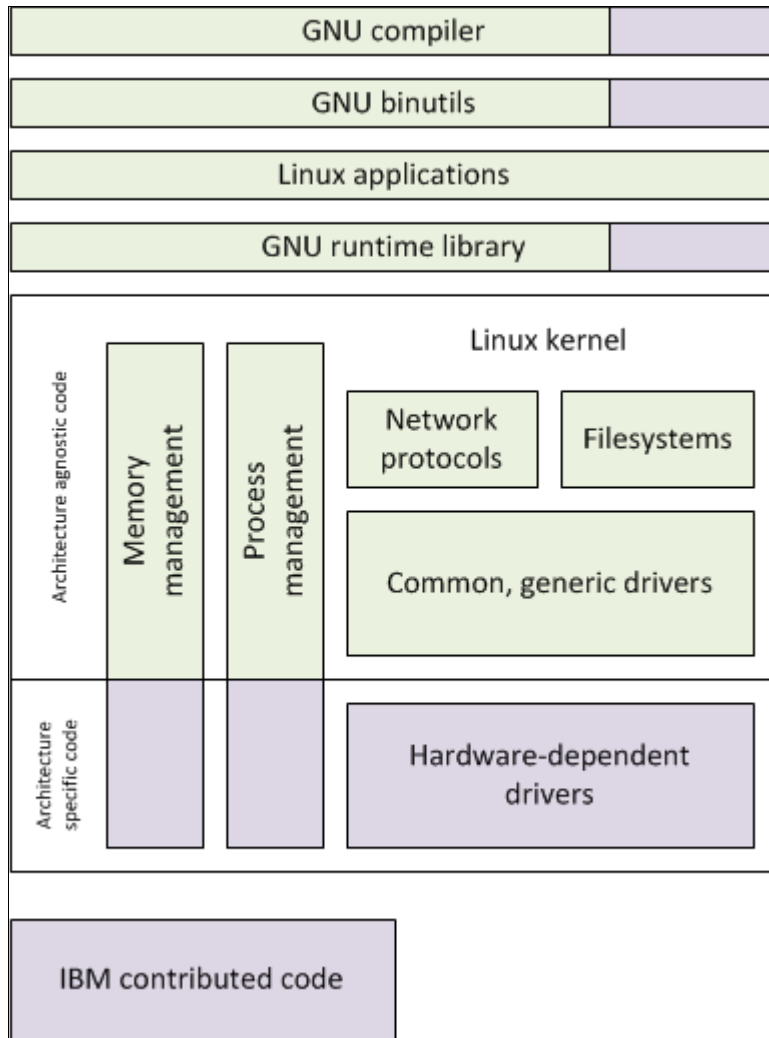 GNU compiler
GNU binutils
Linux applications
GNU runtime library
Linux kernel
Architecture agnostic code
Memory
management
Process
management
Network
protocols
Filesystems
Common, generic drivers
Architecture
specific code
Hardware-dependent
drivers
IBM contributed code